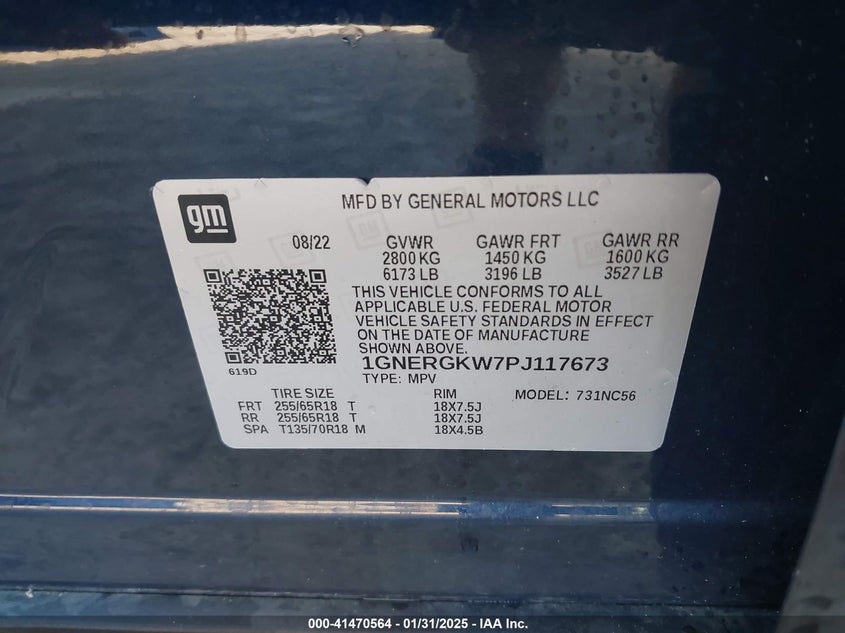 gm
MFD BY GENERAL MOTORS LLC
08/22
GVWR GAWR FRT GAWR RR
2800 KG 1450 KG 1600 KG
6173 LB 3196 LB 3527 LB
THIS VEHICLE CONFORMS TO ALL
APPLICABLE U.S. FEDERAL MOTOR
VEHICLE SAFETY STANDARDS IN EFFECT
ON THE DATE OF MANUFACTURE
SHOWN ABOVE.
619D
1GNERGKW7PJ117673
TYPE: MPV
TIRE SIZE RIM MODEL: 731NC56
FRT 255/65R18 T 18X7.5J
RR 255/65R18 T 18X7.5J
SPA T135/70R18 M 18X4.5B
000-41470564 - 01/31/2025 - IAA Inc.